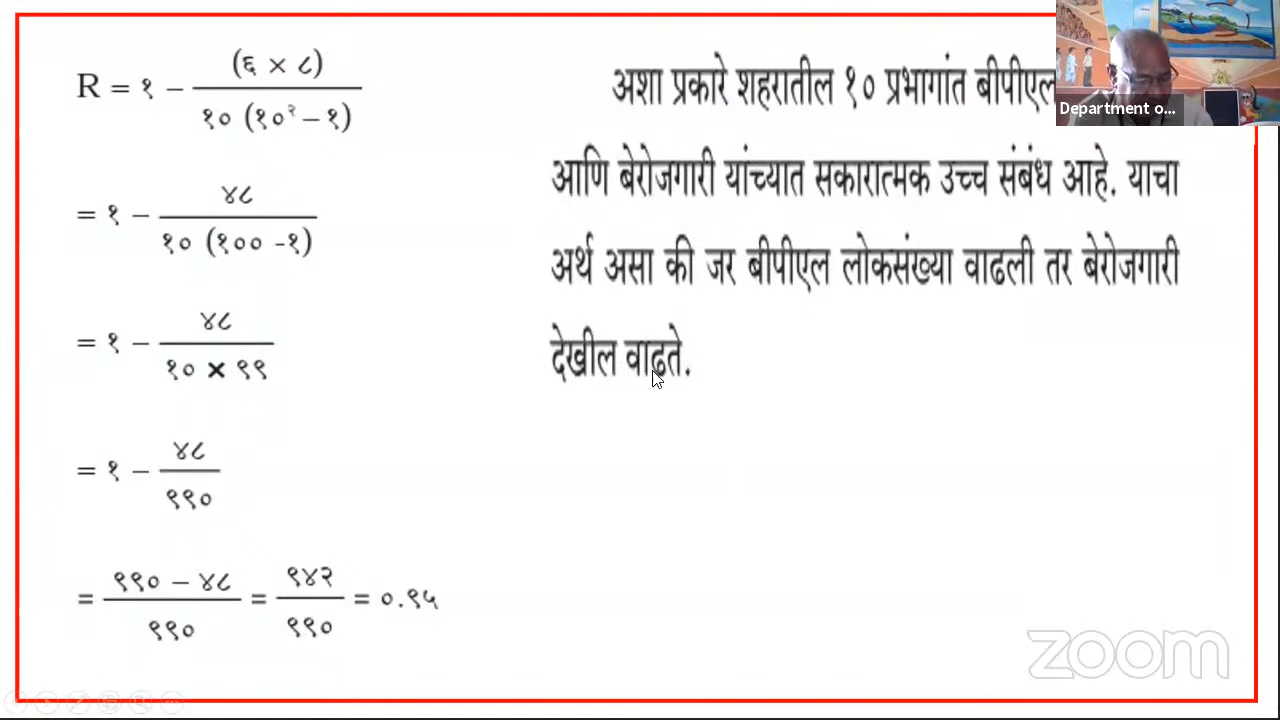 R = १ − (६ × ८) / १० (१०² − १)
= १ − ४८ / १० (१०० -१)
= १ − ४८ / १० × ९९
= १ − ४८ / ९९०
= ९९० − ४८ / ९९० = ९४२ / ९९० = ०.९५
अशा प्रकारे शहरातील १० प्रभागांत बीपीएल
आणि बेरोजगारी यांच्यात सकारात्मक उच्च संबंध आहे. याचा
अर्थ असा की जर बीपीएल लोकसंख्या वाढली तर बेरोजगारी
देखील वाढते.
Department o...
zoom